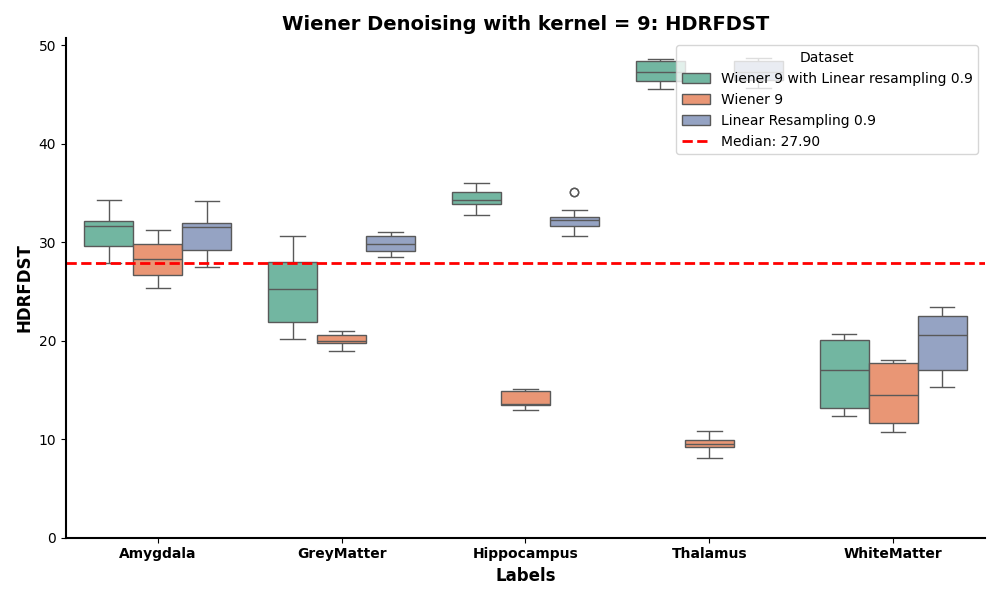 Wiener Denoising with kernel = 9: HDRFDST
Dataset
Wiener 9 with Linear resampling 0.9
Wiener 9
Linear Resampling 0.9
Median: 27.90
HDRFDST
50
40
30
20
10
0
Amygdala GreyMatter Hippocampus Thalamus WhiteMatter
Labels